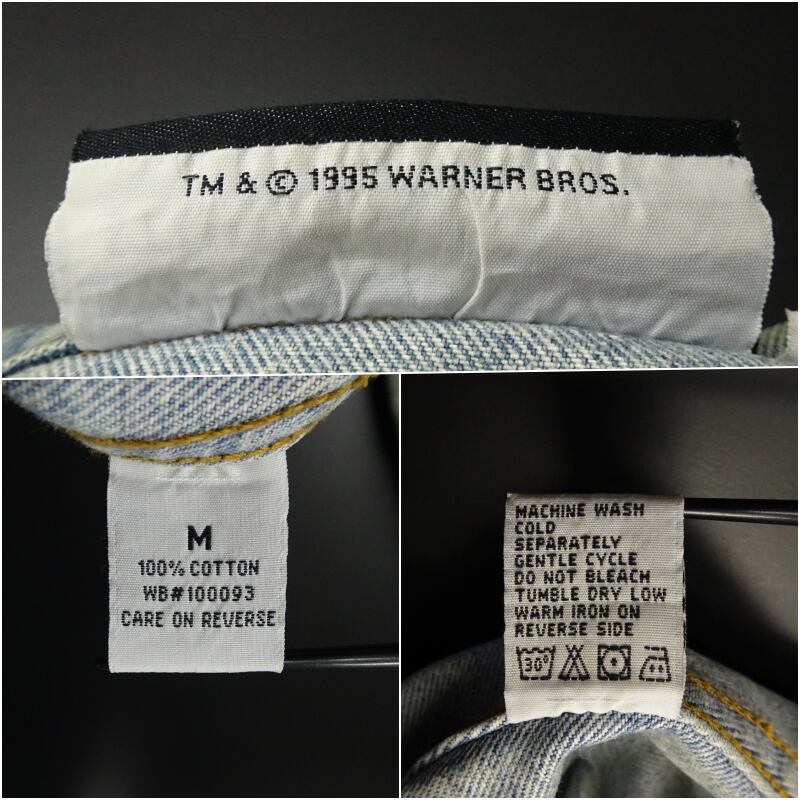 TM & © 1995 WARNER BROS.
M
100% COTTON
WB#100093
CARE ON REVERSE
MACHINE WASH
COLD
SEPARATELY
GENTLE CYCLE
DO NOT BLEACH
TUMBLE DRY LOW
WARM IRON ON
REVERSE SIDE
30°